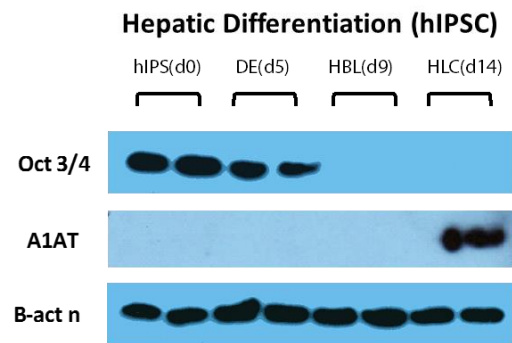 Hepatic Differentiation (hIPSC)
hIPS(d0) DE(d5) HBL(d9) HLC(d14)
Oct 3/4
A1AT
B-act n